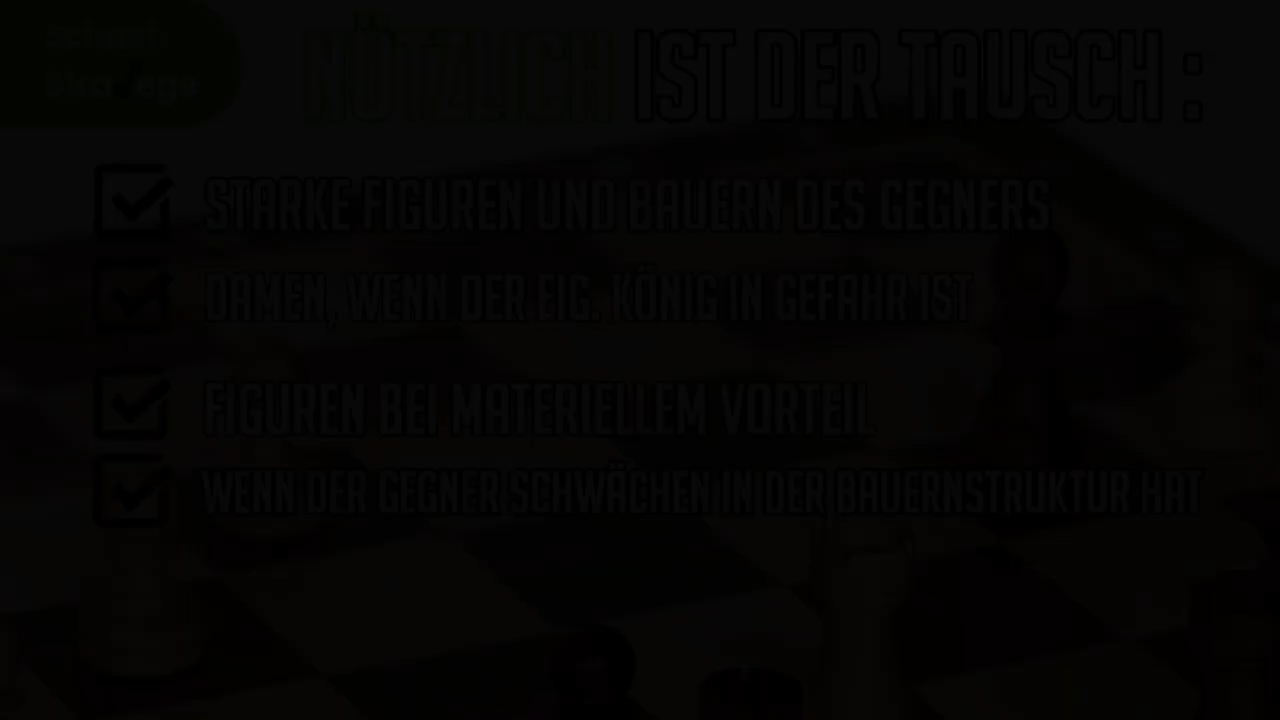 NÜTZLICH IST DER TAUSCH :
STARKE FIGUREN UND BAUERN DES GEGNERS
DAMEN, WENN DER EIG. KÖNIG IN GEFAHR IST
FIGUREN BEI MATERIELLEM VORTEIL
WENN DER GEGNER SCHWÄCHEN IN DER BAUERNSTRUKTUR HAT